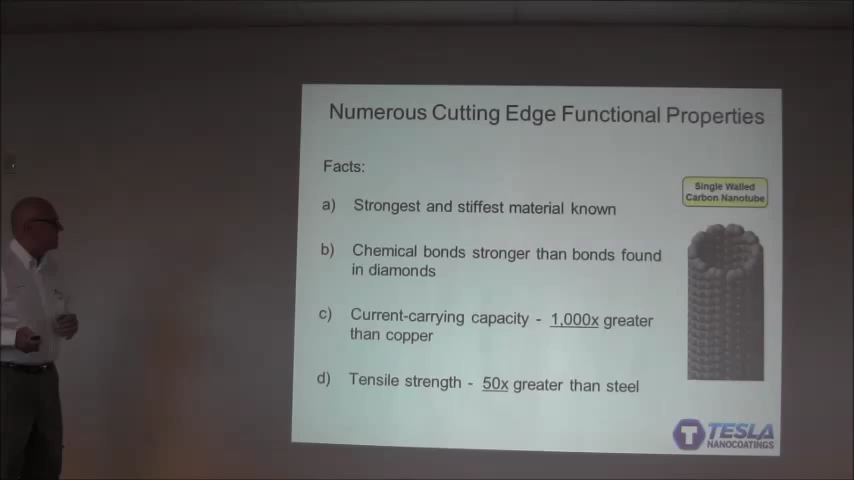 Numerous Cutting Edge Functional Properties
Facts:
a) Strongest and stiffest material known
b) Chemical bonds stronger than bonds found
in diamonds
c) Current-carrying capacity - 1,000x greater
than copper
d) Tensile strength - 50x greater than steel
Single Walled
Carbon Nanotube
T TESLA
NANOCOATINGS